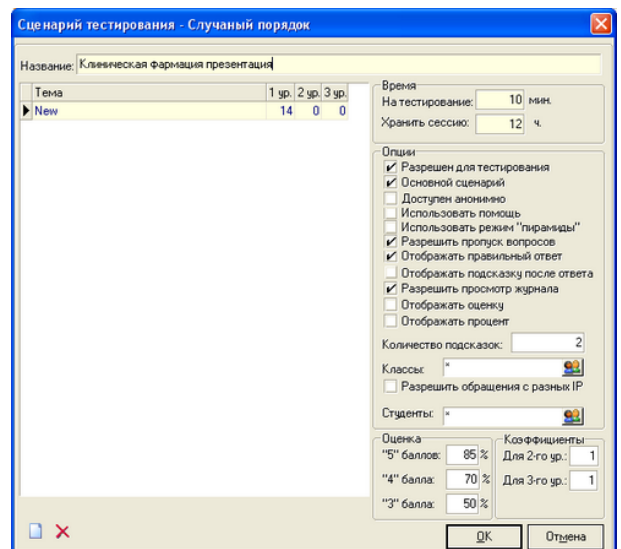 Сценарий тестирования - Случаный порядок
Название: Клиническая фармация презентация
Тема 1 ур. 2 ур. 3 ур.
New 14 0 0
Время
На тестирование: 10 мин.
Хранить сессию: 12 ч.
Опции
Разрешен для тестирования
Основной сценарий
Доступен анонимно
Использовать помощь
Использовать режим "пирамиды"
Разрешить пропуск вопросов
Отображать правильный ответ
Отображать подсказку после ответа
Разрешить просмотр журнала
Отображать оценку
Отображать процент
Количество подсказок: 2
Классы: *
Разрешить обращения с разных IP
Студенты: *
Оценка
"5" баллов: 85 %
"4" балла: 70 %
"3" балла: 50 %
Коэффициенты
Для 2-го ур.: 1
Для 3-го ур.: 1
OK Отмена